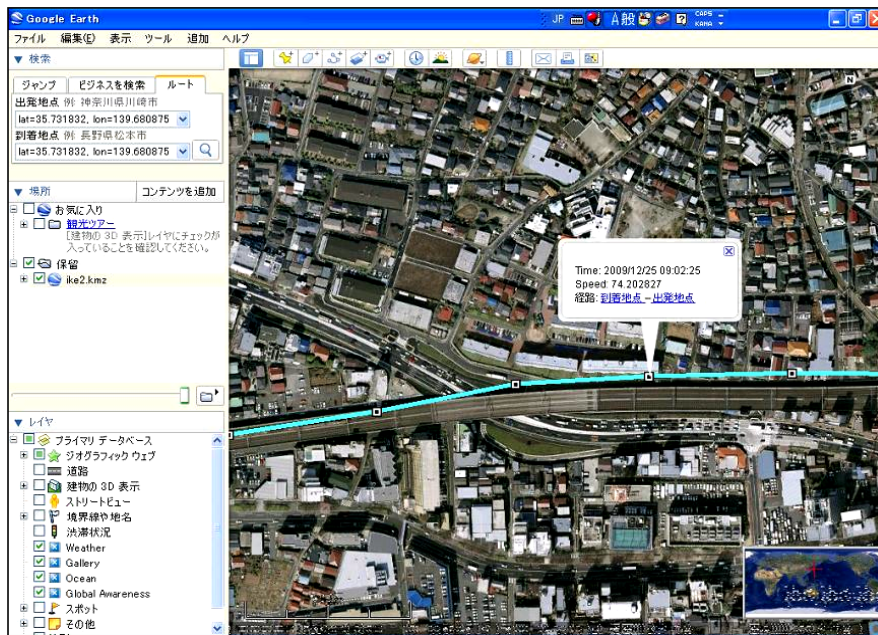 Google Earth
JP A般 CAPS KANA
ファイル 編集(E) 表示 ツール 追加 ヘルプ
▼ 検索
ジャンプ ビジネスを検索 ルート
出発地点 例: 神奈川県川崎市
lat=35.731832, lon=139.680875
到着地点 例: 長野県松本市
lat=35.731832, lon=139.680875
▼ 場所
コンテンツを追加
お気に入り
観光ツアー
[建物の 3D 表示]レイヤにチェックが
入っていることを確認してください。
保留
ike2.kmz
▼ レイヤ
プライマリ データベース
ジオグラフィック ウェブ
道路
建物の 3D 表示
ストリートビュー
境界線や地名
渋滞状況
Weather
Gallery
Ocean
Global Awareness
スポット
その他
N
Time: 2009/12/25 09:02:25
Speed: 74.202827
経路: 到着地点 - 出発地点